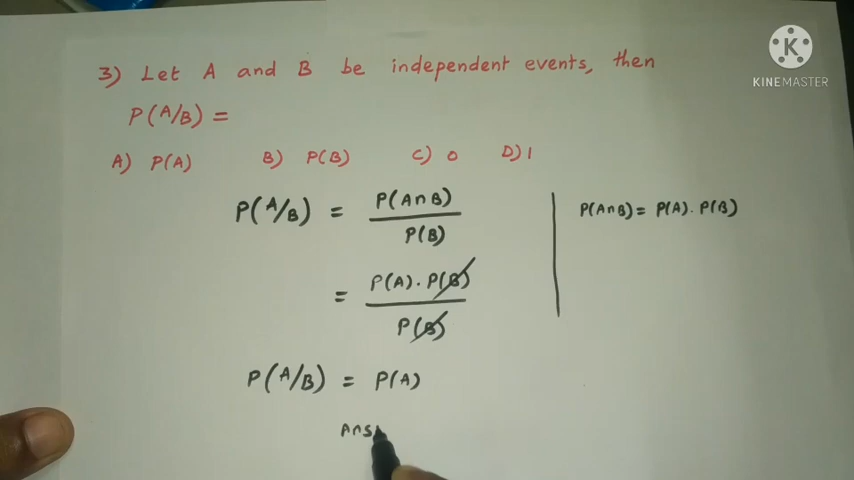 3) Let A and B be independent events, then
P(A/B) =
A) P(A) B) P(B) C) 0 D) 1
P(A/B) = P(A∩B) / P(B)
P(A∩B) = P(A). P(B)
= P(A). P(B) / P(B)
P(A/B) = P(A)
Ans
K
KINEMASTER